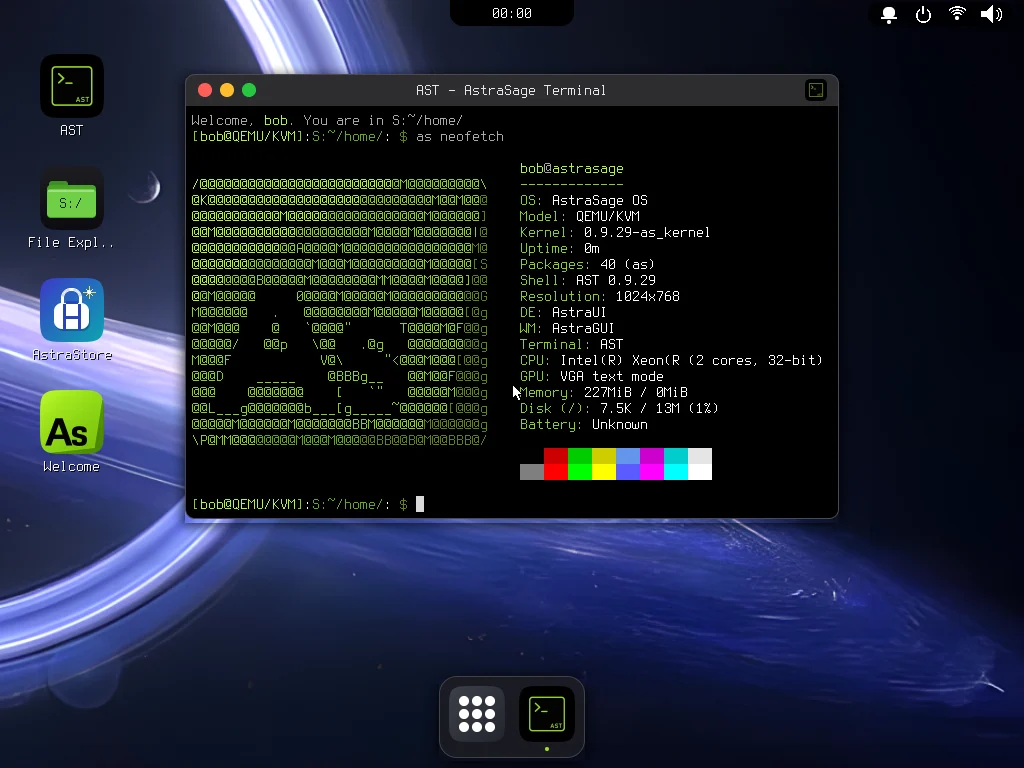 00:00
>_
AST
AST
S:/
File Expl..
AstraStore
As
Welcome
AST - AstraSage Terminal
Welcome, bob. You are in S:~/home/
[bob@QEMU/KVM]:S:~/home/: $ as neofetch
bob@astrasage
-------------
OS: AstraSage OS
Model: QEMU/KVM
Kernel: 0.9.29-as_kernel
Uptime: 0m
Packages: 40 (as)
Shell: AST 0.9.29
Resolution: 1024x768
DE: AstraUI
WM: AstraGUI
Terminal: AST
CPU: Intel(R) Xeon(R (2 cores, 32-bit)
GPU: VGA text mode
Memory: 227MiB / 0MiB
Disk (/): 7.5K / 13M (1%)
Battery: Unknown
[bob@QEMU/KVM]:S:~/home/: $
>_
AST